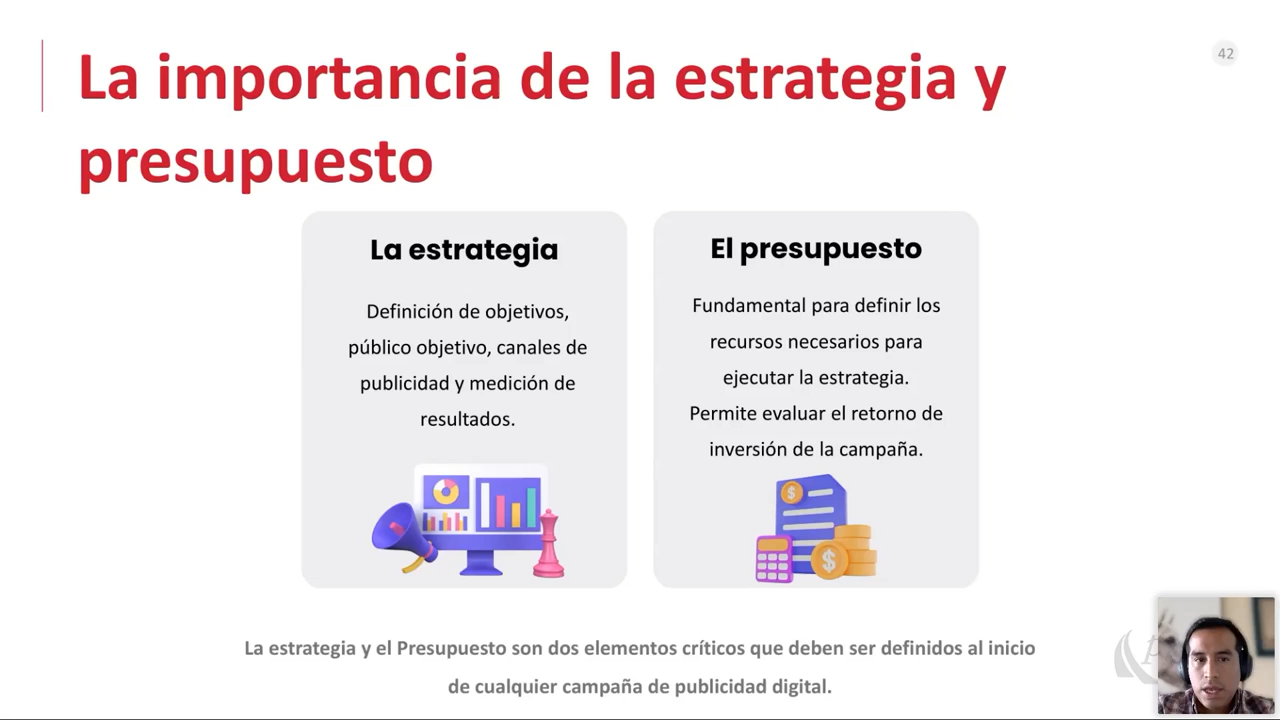 La importancia de la estrategia y
presupuesto
42
La estrategia
Definición de objetivos,
público objetivo, canales de
publicidad y medición de
resultados.
El presupuesto
Fundamental para definir los
recursos necesarios para
ejecutar la estrategia.
Permite evaluar el retorno de
inversión de la campaña.
$
$
La estrategia y el Presupuesto son dos elementos críticos que deben ser definidos al inicio
de cualquier campaña de publicidad digital.